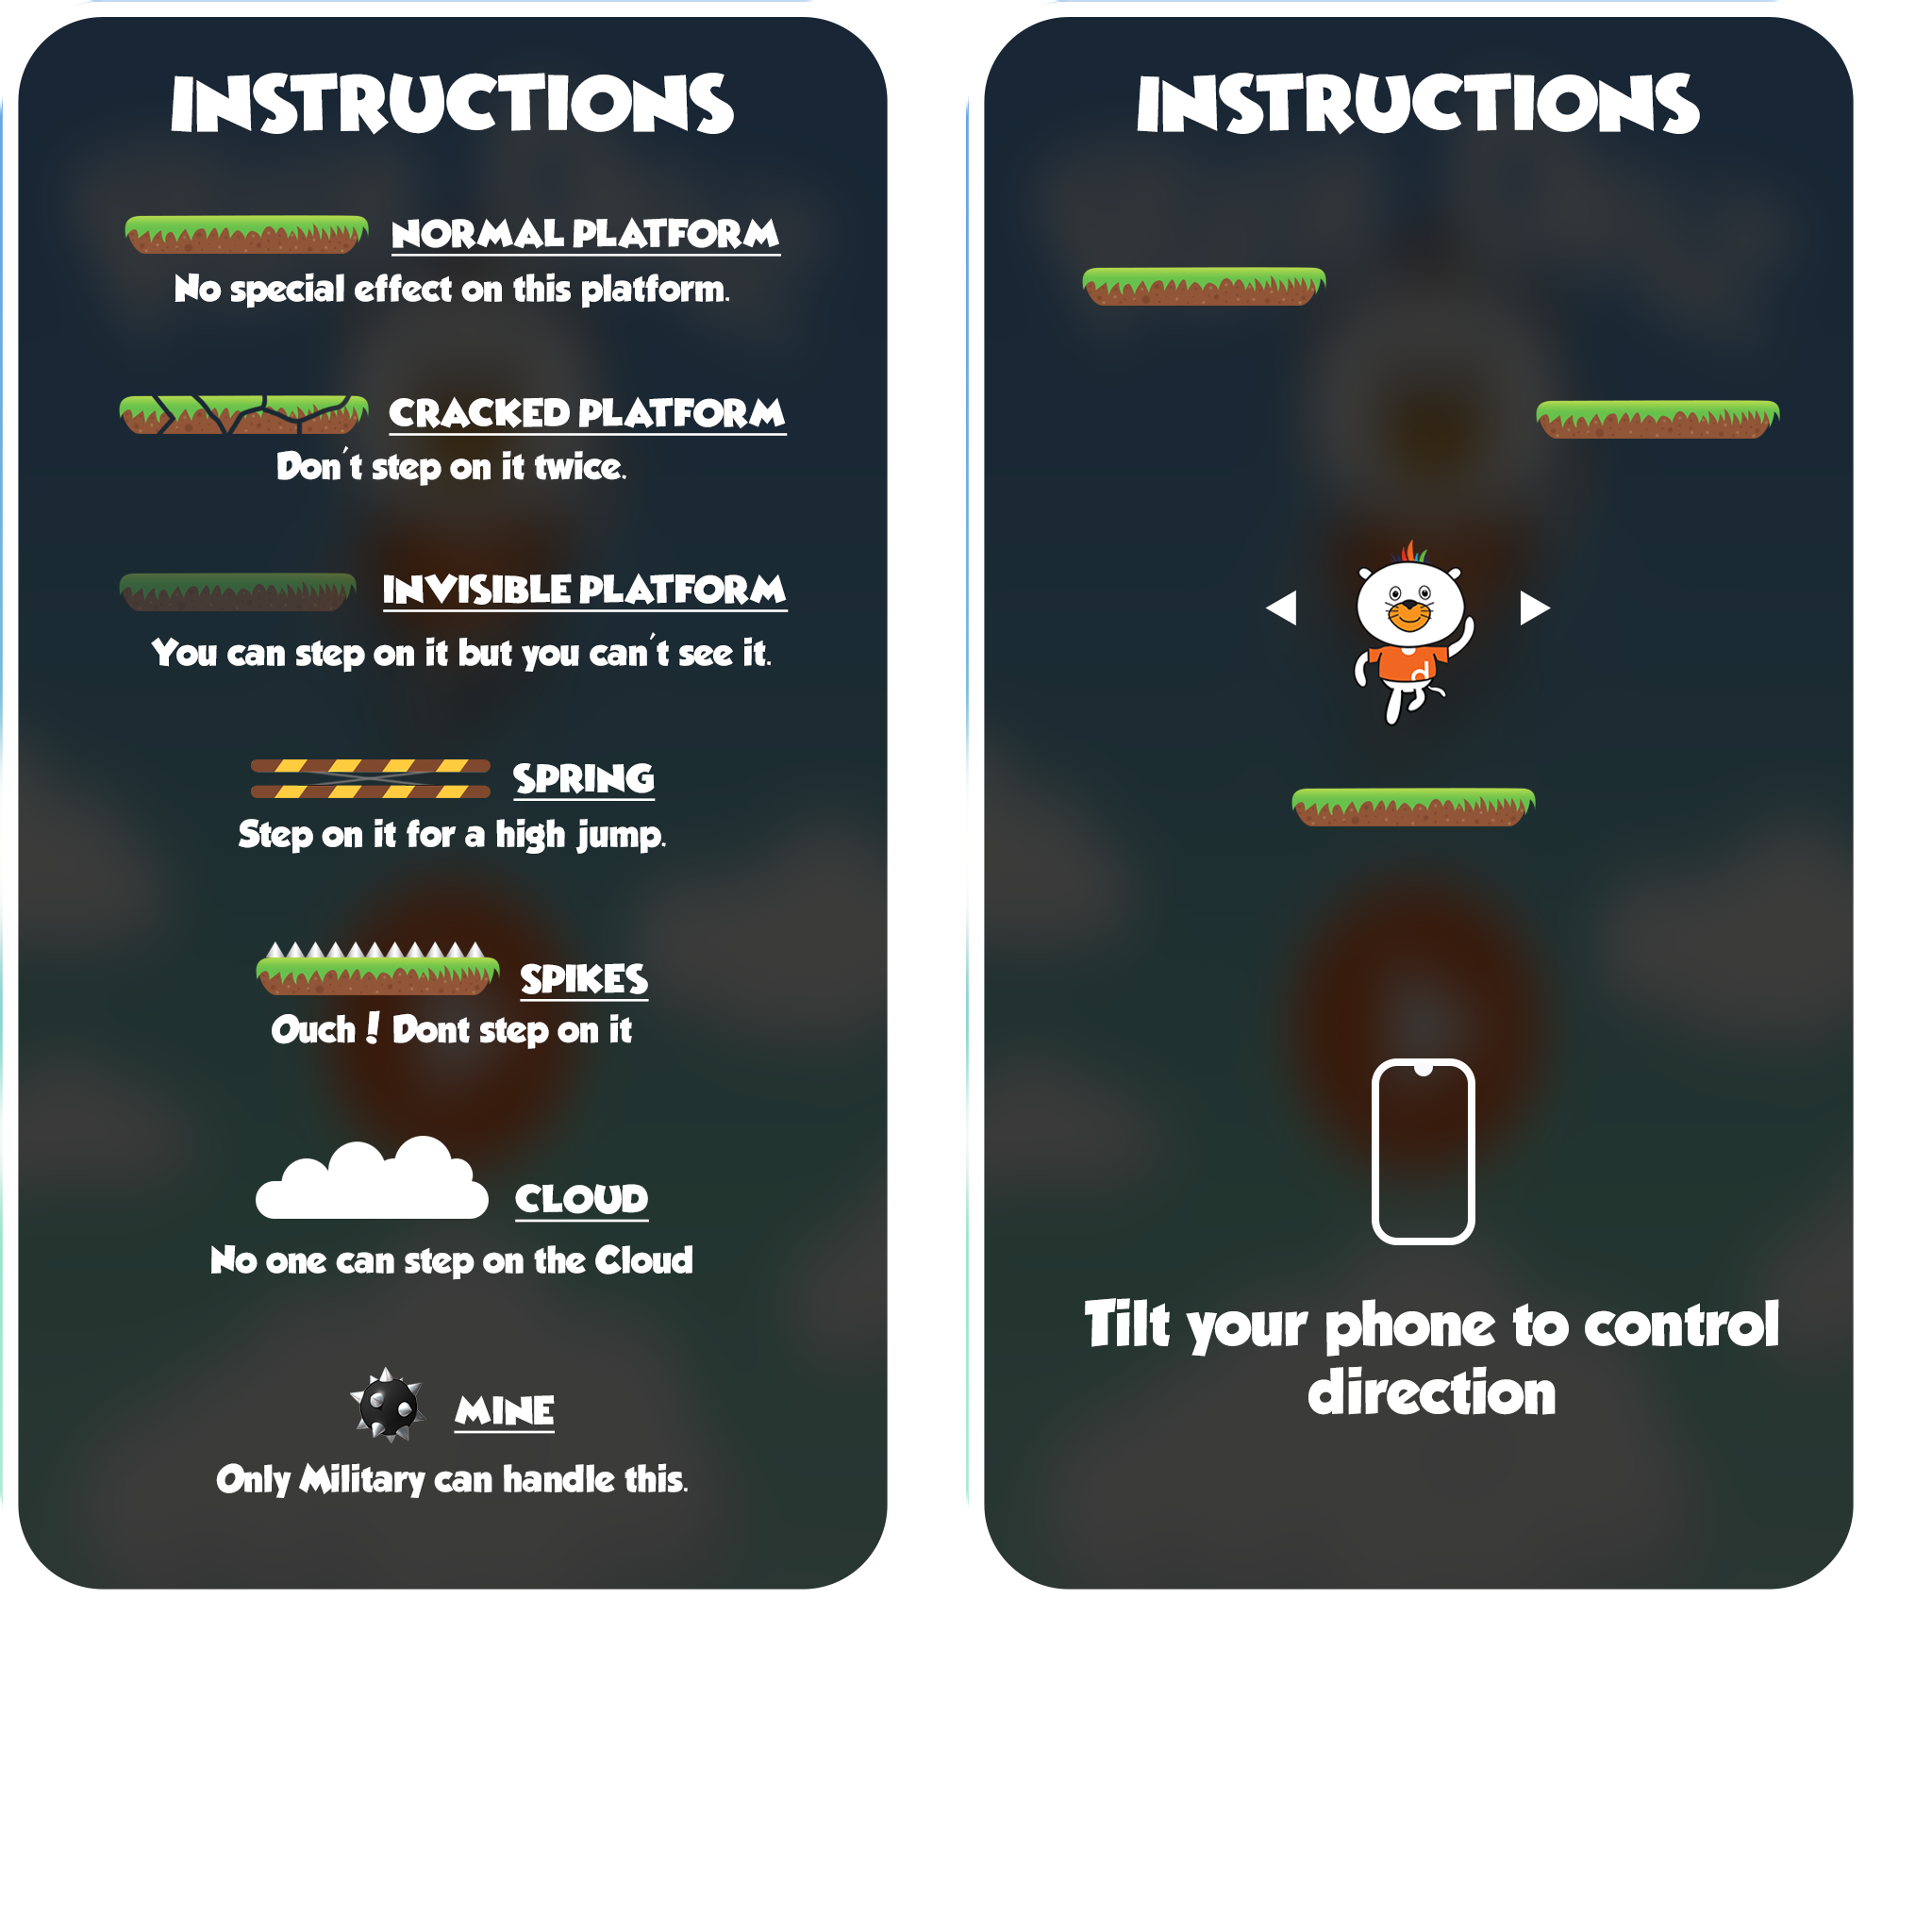 INSTRUCTIONS
NORMAL PLATFORM
No special effect on this platform.
CRACKED PLATFORM
Don't step on it twice.
INVISIBLE PLATFORM
You can step on it but you can't see it.
SPRING
Step on it for a high jump.
SPIKES
Ouch ! Dont step on it
CLOUD
No one can step on the Cloud
MINE
Only Military can handle this.
INSTRUCTIONS
d
Tilt your phone to control
direction